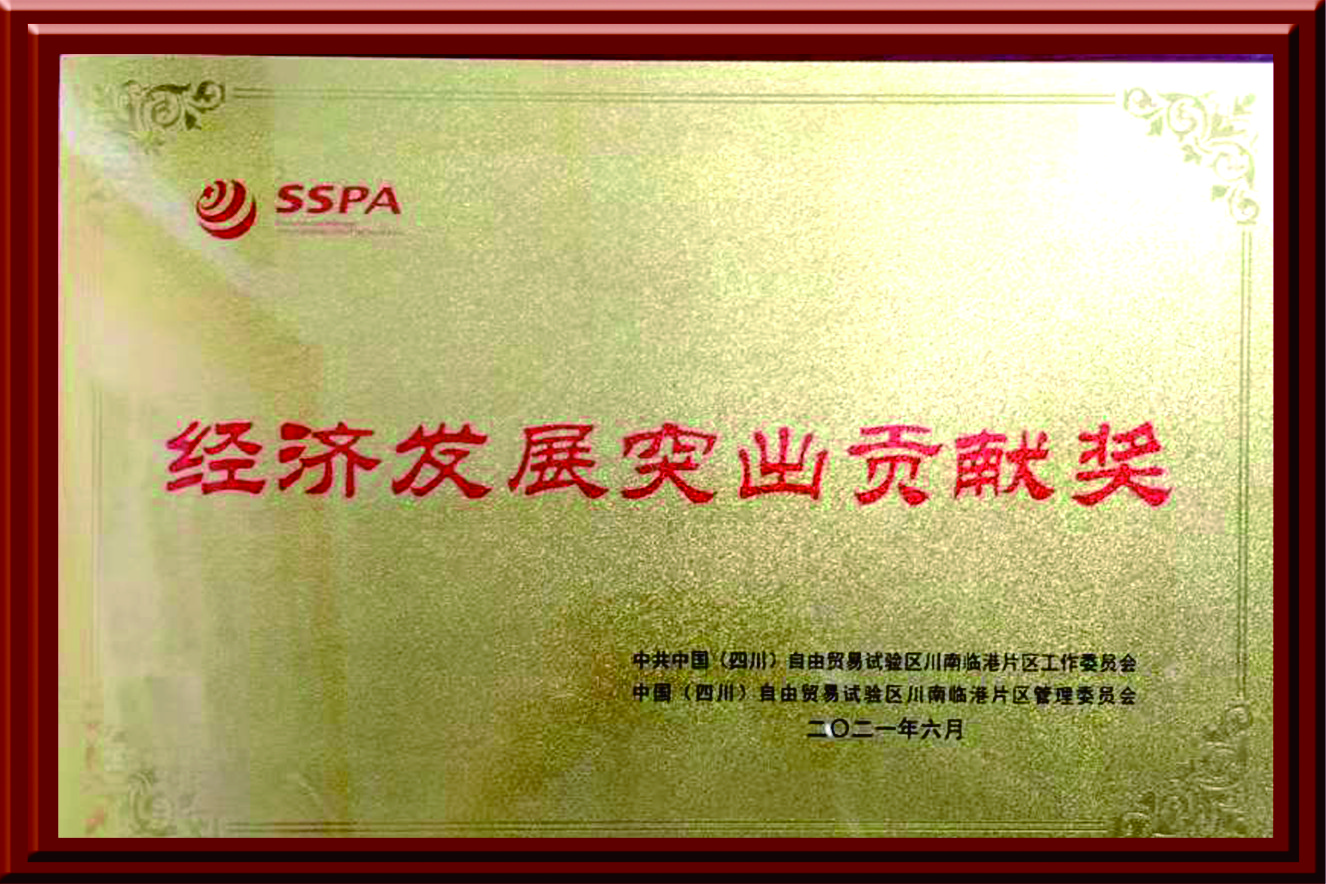 SSPA
经济发展突出贡献奖
中共中国（四川）自由贸易试验区川南临港片区工作委员会
中国（四川）自由贸易试验区川南临港片区管理委员会
二〇二一年六月